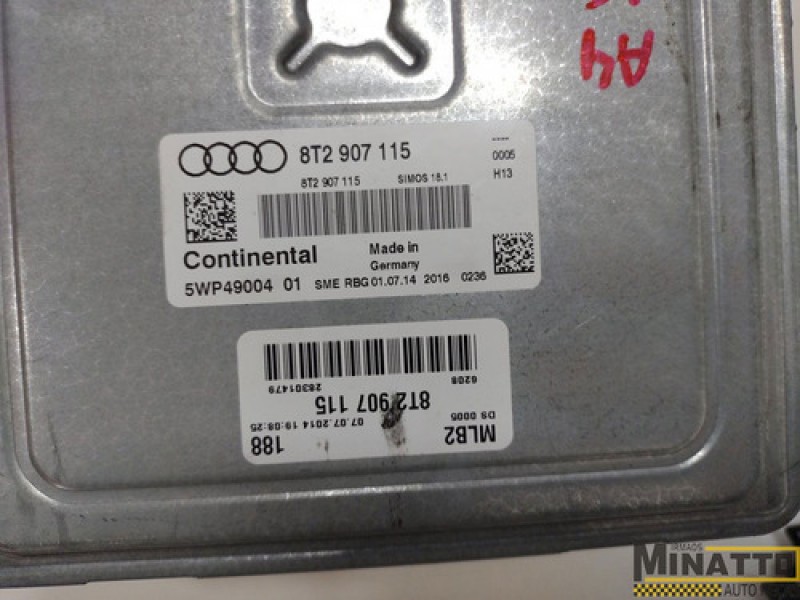 A4
8T2 907 115
8T2 907 115 SIMOS 18.1
----
0005
H13
Continental
Made in
Germany
5WP49004 01 SME RBG 01.07.14 2016 0236
MLB2
DS 0005
8T2 907 115
07.07.2014 19:08:25
188
6208
28301479
IRMAOS
MINATTO
AUTO